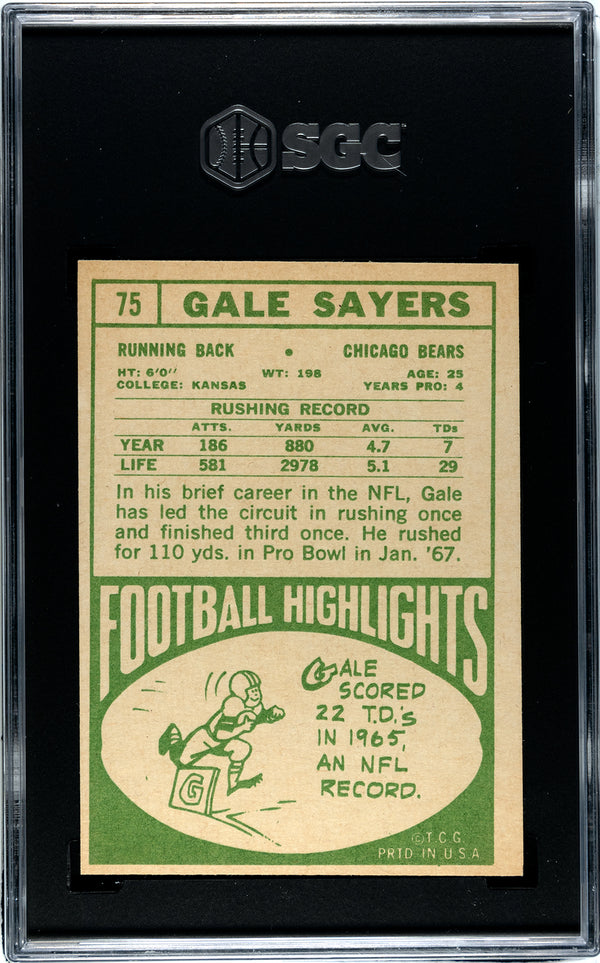 SGC
75 GALE SAYERS
RUNNING BACK • CHICAGO BEARS
HT: 6'0" WT: 198 AGE: 25
COLLEGE: KANSAS YEARS PRO: 4
RUSHING RECORD
ATTS. YARDS AVG. TDs
YEAR 186 880 4.7 7
LIFE 581 2978 5.1 29
In his brief career in the NFL, Gale
has led the circuit in rushing once
and finished third once. He rushed
for 110 yds. in Pro Bowl in Jan. '67.
FOOTBALL HIGHLIGHTS
GALE
SCORED
22 T.D.'s
IN 1965,
AN NFL
RECORD.
G
©T.C.G
PRTD IN U.S.A